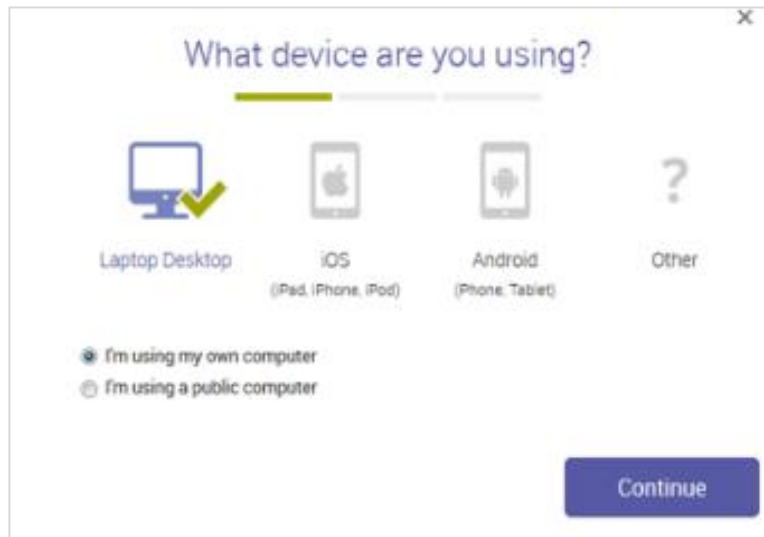 What device are you using?
Laptop Desktop
iOS
(iPad, iPhone, iPod)
Android
(Phone, Tablet)
?
Other
I'm using my own computer
I'm using a public computer
Continue